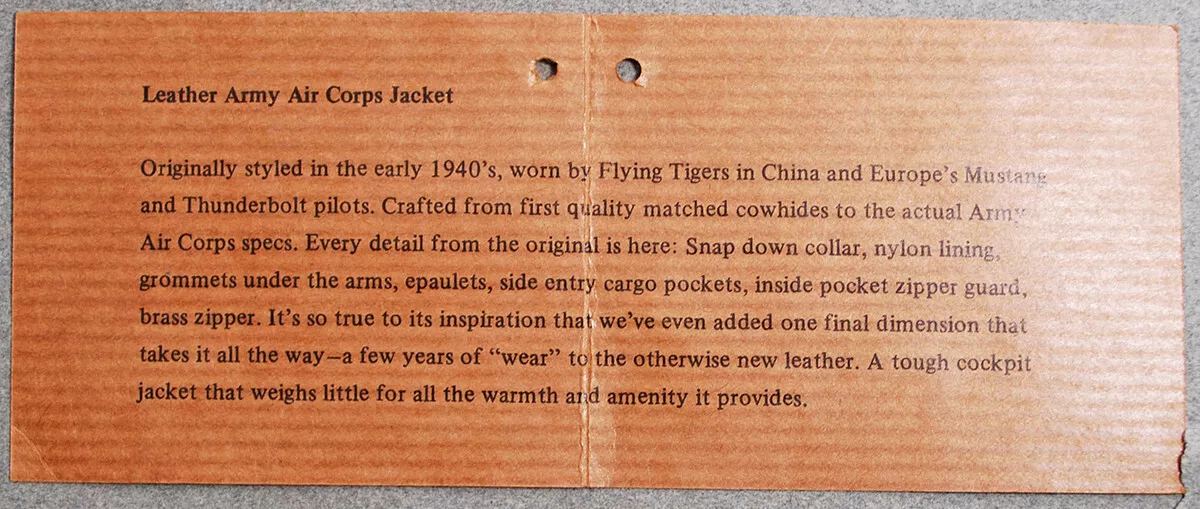 Leather Army Air Corps Jacket
Originally styled in the early 1940's, worn by Flying Tigers in China and Europe's Mustang
and Thunderbolt pilots. Crafted from first quality matched cowhides to the actual Army
Air Corps specs. Every detail from the original is here: Snap down collar, nylon lining,
grommets under the arms, epaulets, side entry cargo pockets, inside pocket zipper guard,
brass zipper. It's so true to its inspiration that we've even added one final dimension that
takes it all the way—a few years of “wear” to the otherwise new leather. A tough cockpit
jacket that weighs little for all the warmth and amenity it provides.